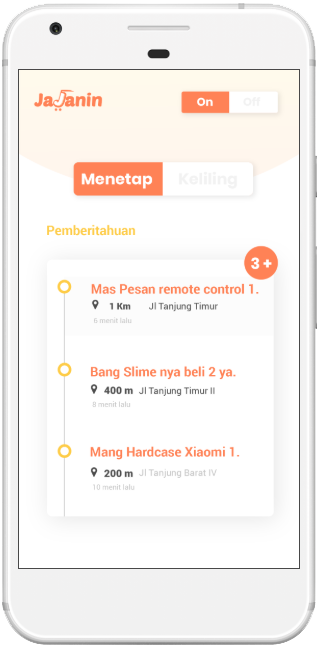 Jajanin
On Off
Menetap Keliling
Pemberitahuan
3 +
Mas Pesan remote control 1.
1 Km Jl Tanjung Timur
6 menit lalu
Bang Slime nya beli 2 ya.
400 m Jl Tanjung Timur II
8 menit lalu
Mang Hardcase Xiaomi 1.
200 m Jl Tanjung Barat IV
10 menit lalu